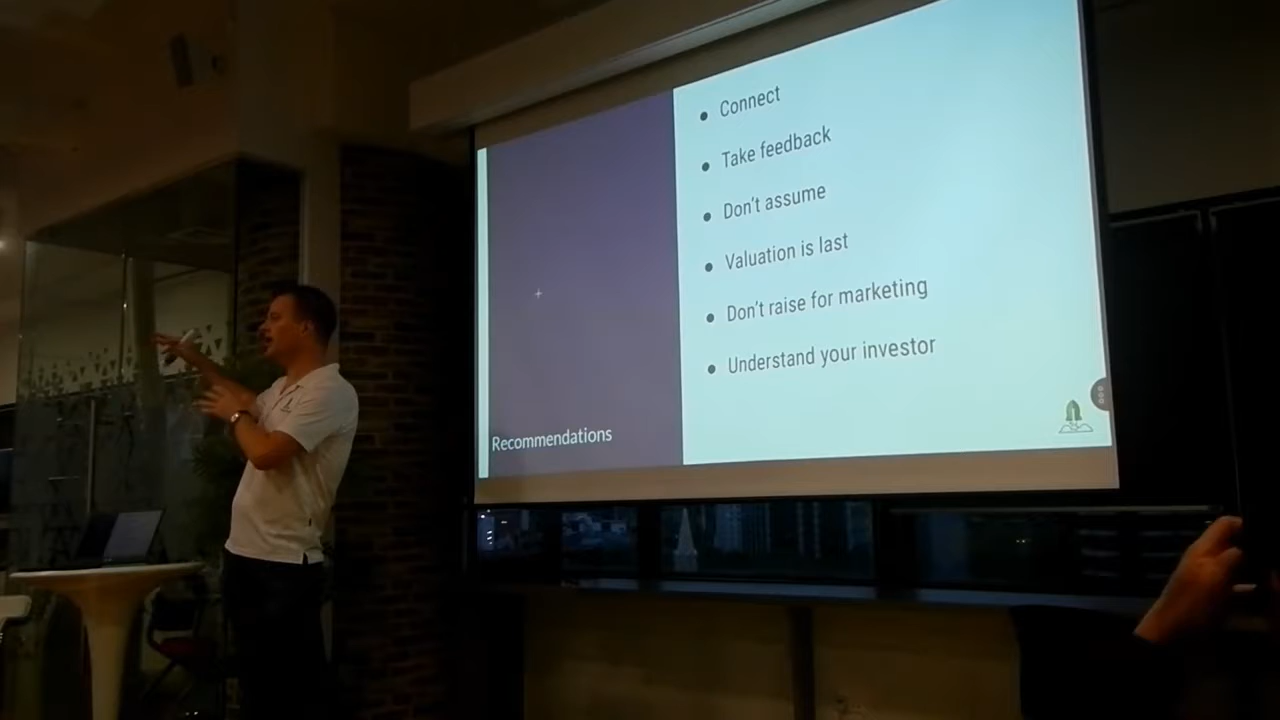 Connect
Take feedback
Don't assume
Valuation is last
Don't raise for marketing
Understand your investor
Recommendations